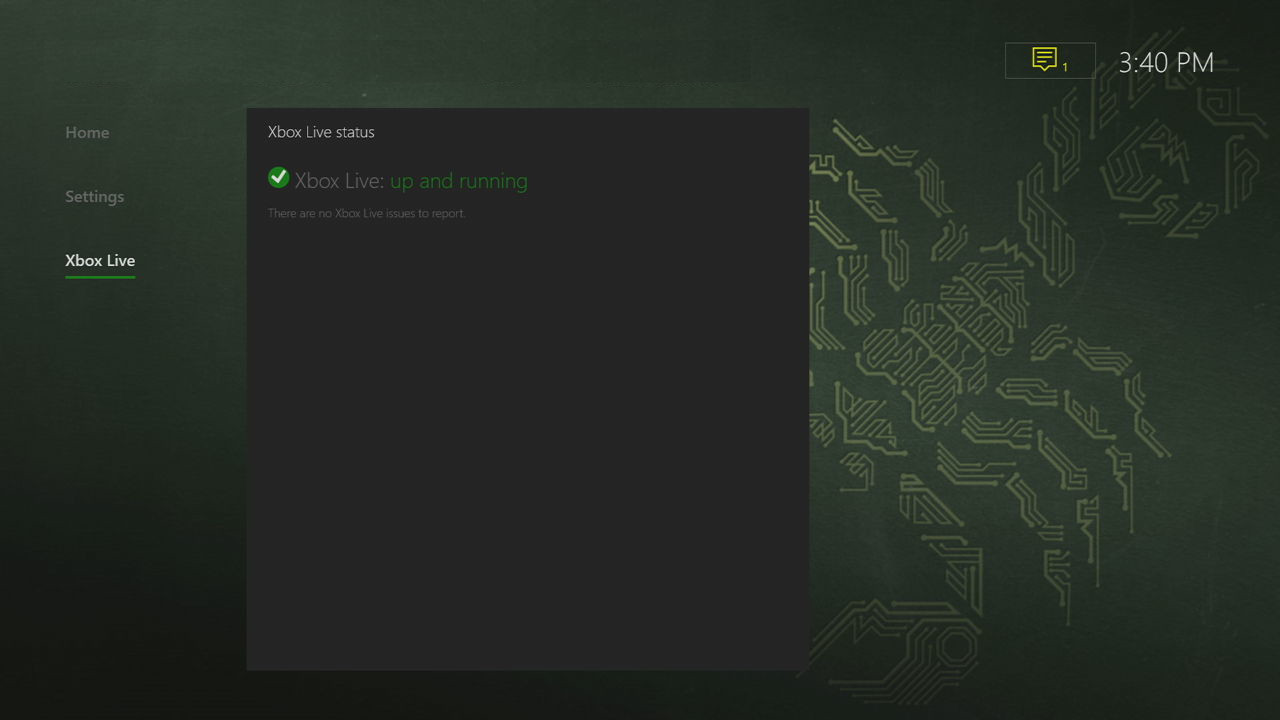 1
3:40 PM
Home
Settings
Xbox Live
Xbox Live status
Xbox Live: up and running
There are no Xbox Live issues to report.